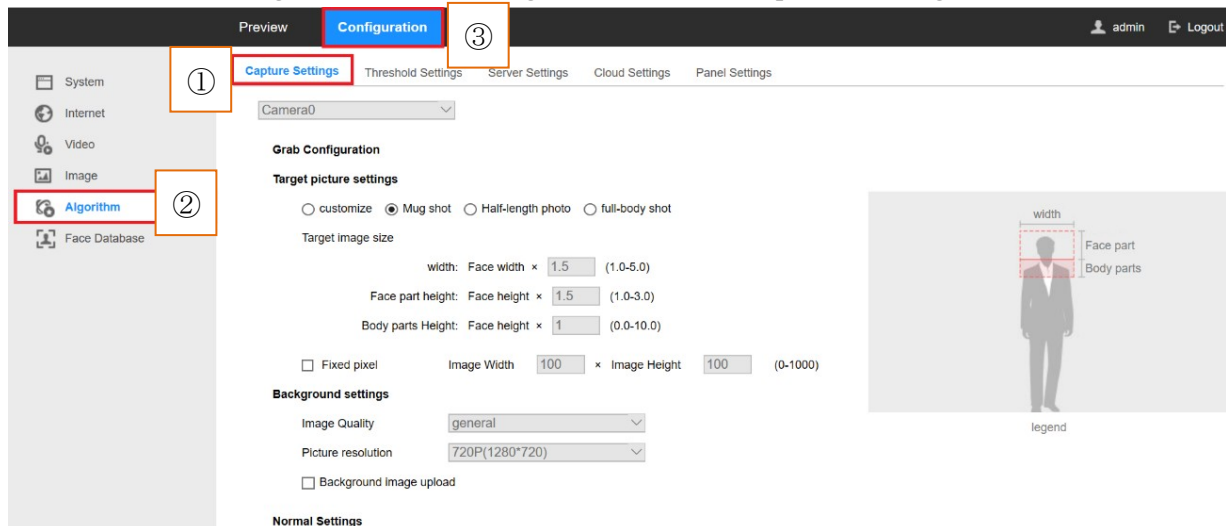 Preview Configuration ③ admin Logout
① Capture Settings Threshold Settings Server Settings Cloud Settings Panel Settings
System
Internet
Video
Image
Algorithm ②
Face Database
Camera0
Grab Configuration
Target picture settings
customize Mug shot Half-length photo full-body shot
Target image size
width: Face width × 1.5 (1.0-5.0)
Face part height: Face height × 1.5 (1.0-3.0)
Body parts Height: Face height × 1 (0.0-10.0)
Fixed pixel Image Width 100 × Image Height 100 (0-1000)
Background settings
Image Quality general
Picture resolution 720P(1280*720)
Background image upload
Normal Settings
width
Face part
Body parts
legend